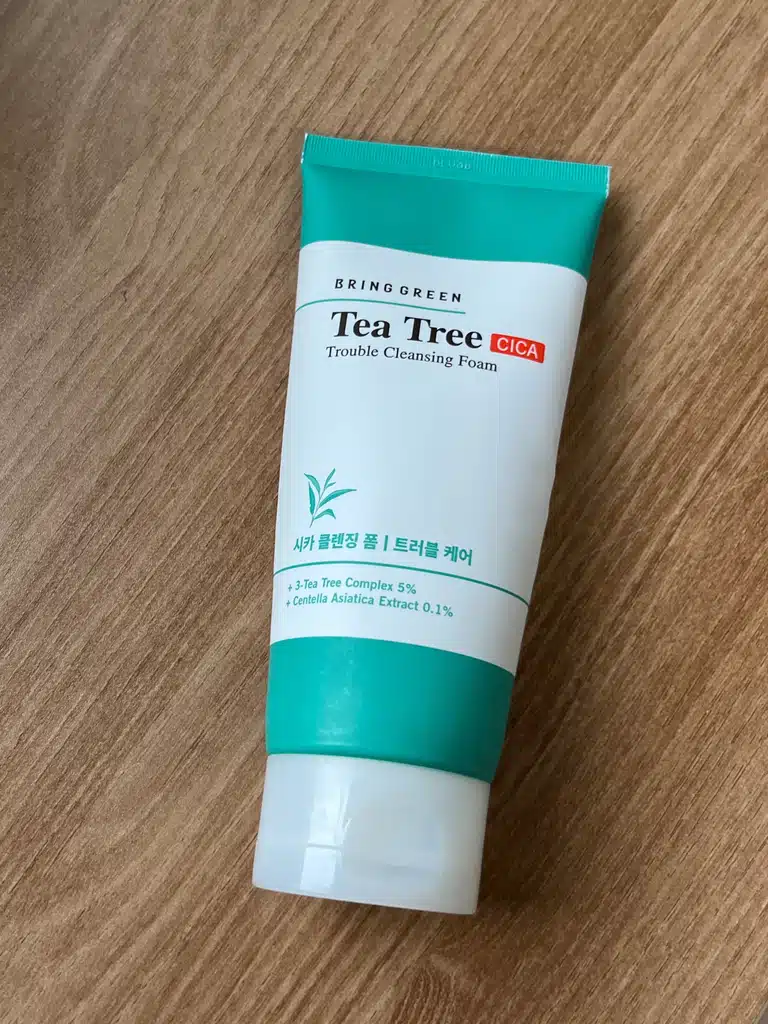 BRING GREEN
Tea Tree CICA
Trouble Cleansing Foam
시카 클렌징 폼 | 트러블 케어
+ 3-Tea Tree Complex 5%
+ Centella Asiatica Extract 0.1%